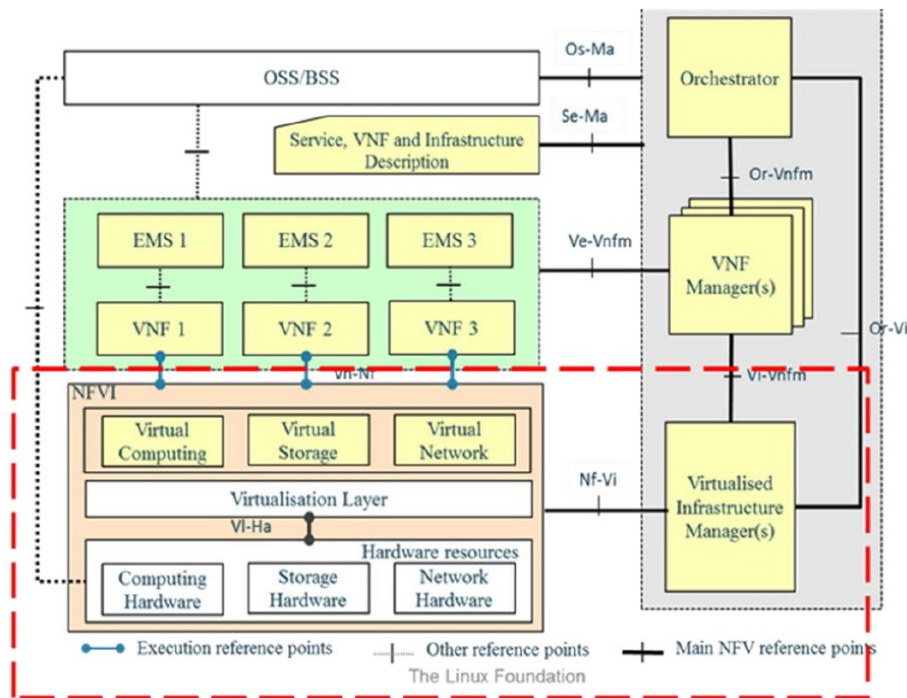 Os-Ma
OSS/BSS
Orchestrator
Se-Ma
Service, VNF and Infrastructure
Description
Or-Vnfm
EMS 1
EMS 2
EMS 3
Ve-Vnfm
VNF
Manager(s)
VNF 1
VNF 2
VNF 3
Or-Vi
Vn-Nf
Vi-Vnfm
NFVI
Virtual
Computing
Virtual
Storage
Virtual
Network
Nf-Vi
Virtualised
Infrastructure
Manager(s)
Virtualisation Layer
Vl-Ha
Hardware resources
Computing
Hardware
Storage
Hardware
Network
Hardware
Execution reference points
Other reference points
Main NFV reference points
The Linux Foundation